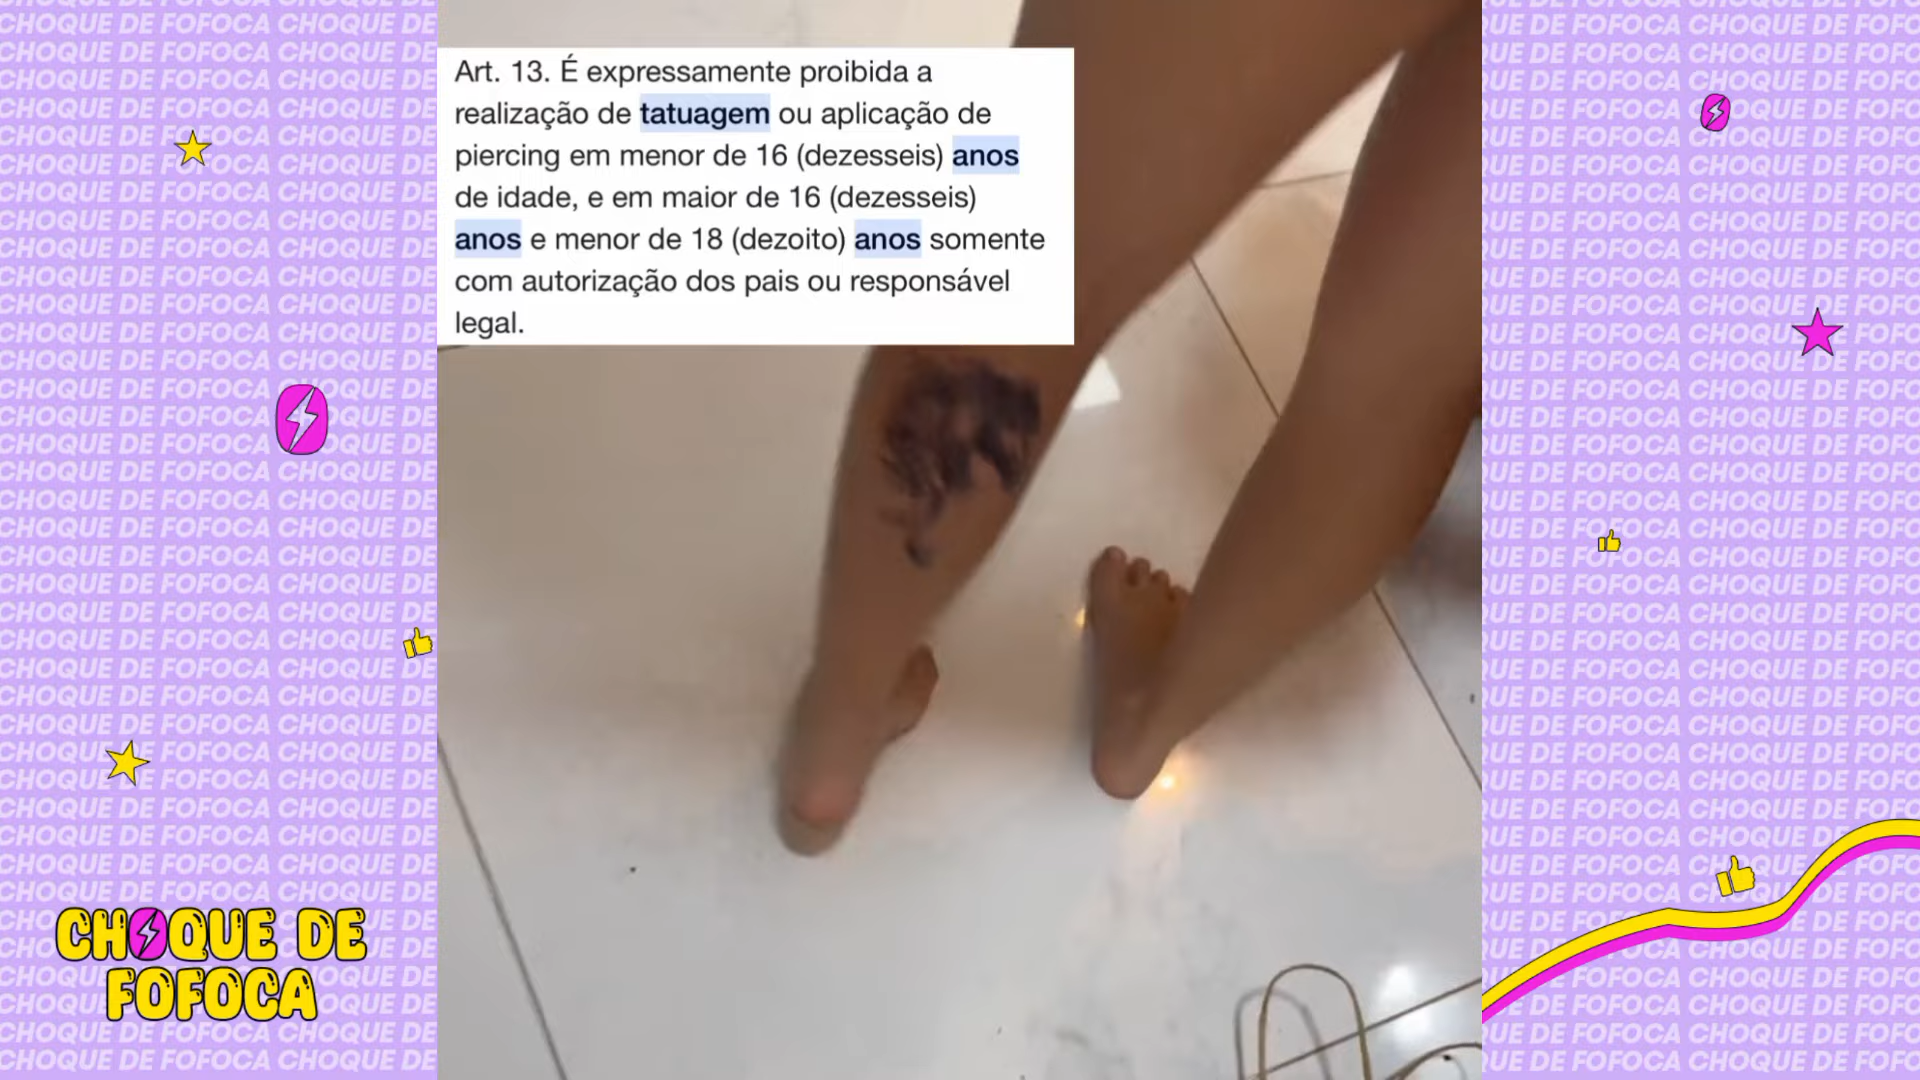 Art. 13. É expressamente proibida a
realização de tatuagem ou aplicação de
piercing em menor de 16 (dezesseis) anos
de idade, e em maior de 16 (dezesseis)
anos e menor de 18 (dezoito) anos somente
com autorização dos pais ou responsável
legal.
CHOQUE DE
FOFOCA